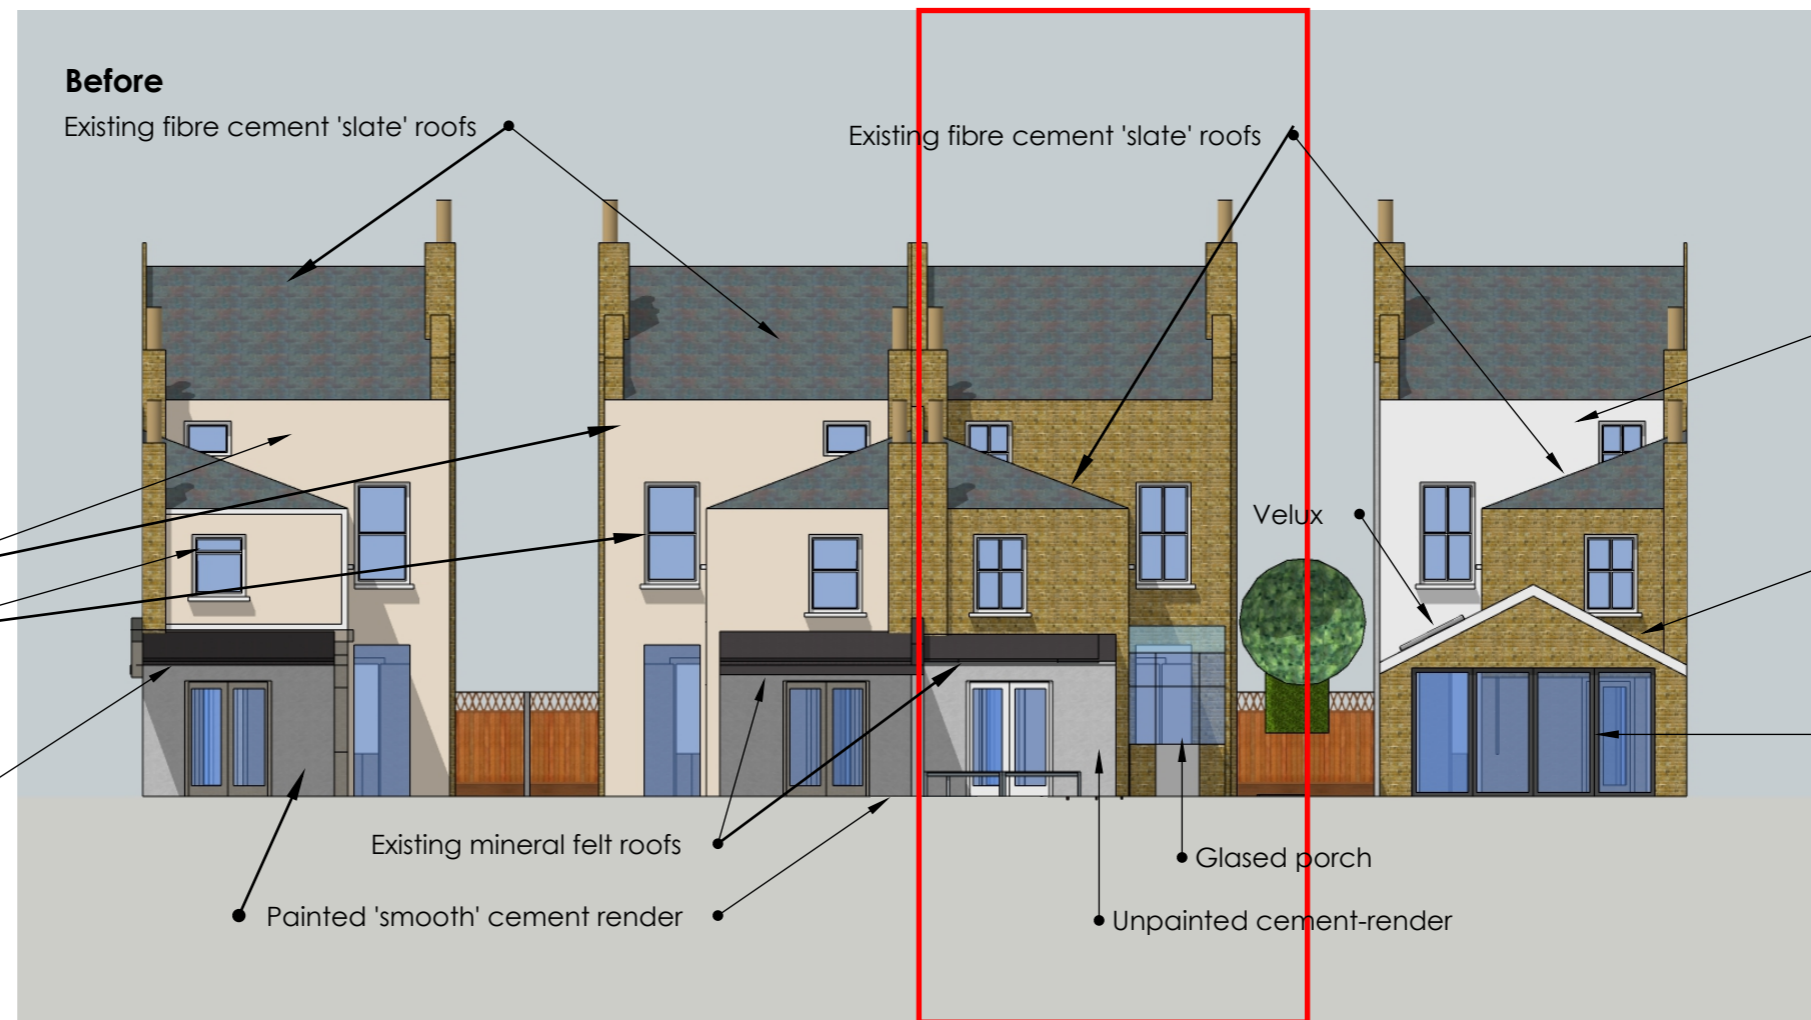 Before
Existing fibre cement 'slate' roofs
Existing fibre cement 'slate' roofs
Velux
Existing mineral felt roofs
Glased porch
Painted 'smooth' cement render
Unpainted cement-render